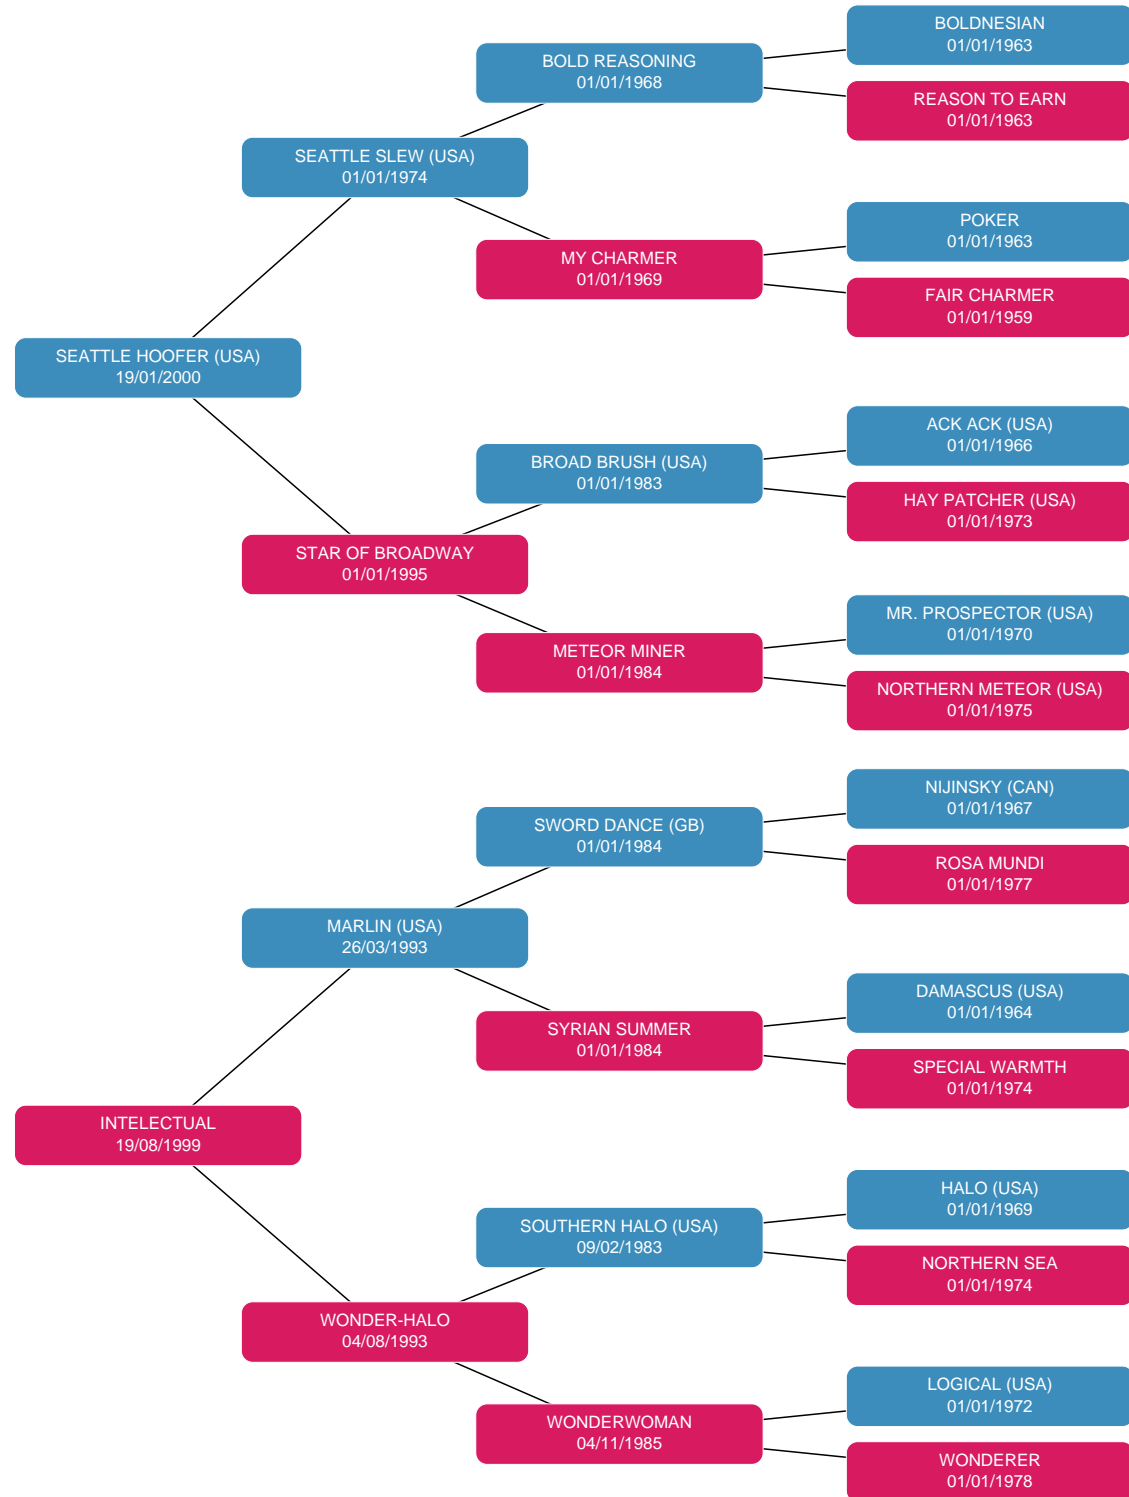 BOLDNESIAN
01/01/1963
BOLD REASONING
01/01/1968
REASON TO EARN
01/01/1963
SEATTLE SLEW (USA)
01/01/1974
POKER
01/01/1963
MY CHARMER
01/01/1969
FAIR CHARMER
01/01/1959
SEATTLE HOOFER (USA)
19/01/2000
ACK ACK (USA)
01/01/1966
BROAD BRUSH (USA)
01/01/1983
HAY PATCHER (USA)
01/01/1973
STAR OF BROADWAY
01/01/1995
MR. PROSPECTOR (USA)
01/01/1970
METEOR MINER
01/01/1984
NORTHERN METEOR (USA)
01/01/1975
NIJINSKY (CAN)
01/01/1967
SWORD DANCE (GB)
01/01/1984
ROSA MUNDI
01/01/1977
MARLIN (USA)
26/03/1993
DAMASCUS (USA)
01/01/1964
SYRIAN SUMMER
01/01/1984
SPECIAL WARMTH
01/01/1974
INTELECTUAL
19/08/1999
HALO (USA)
01/01/1969
SOUTHERN HALO (USA)
09/02/1983
NORTHERN SEA
01/01/1974
WONDER-HALO
04/08/1993
LOGICAL (USA)
01/01/1972
WONDERWOMAN
04/11/1985
WONDERER
01/01/1978